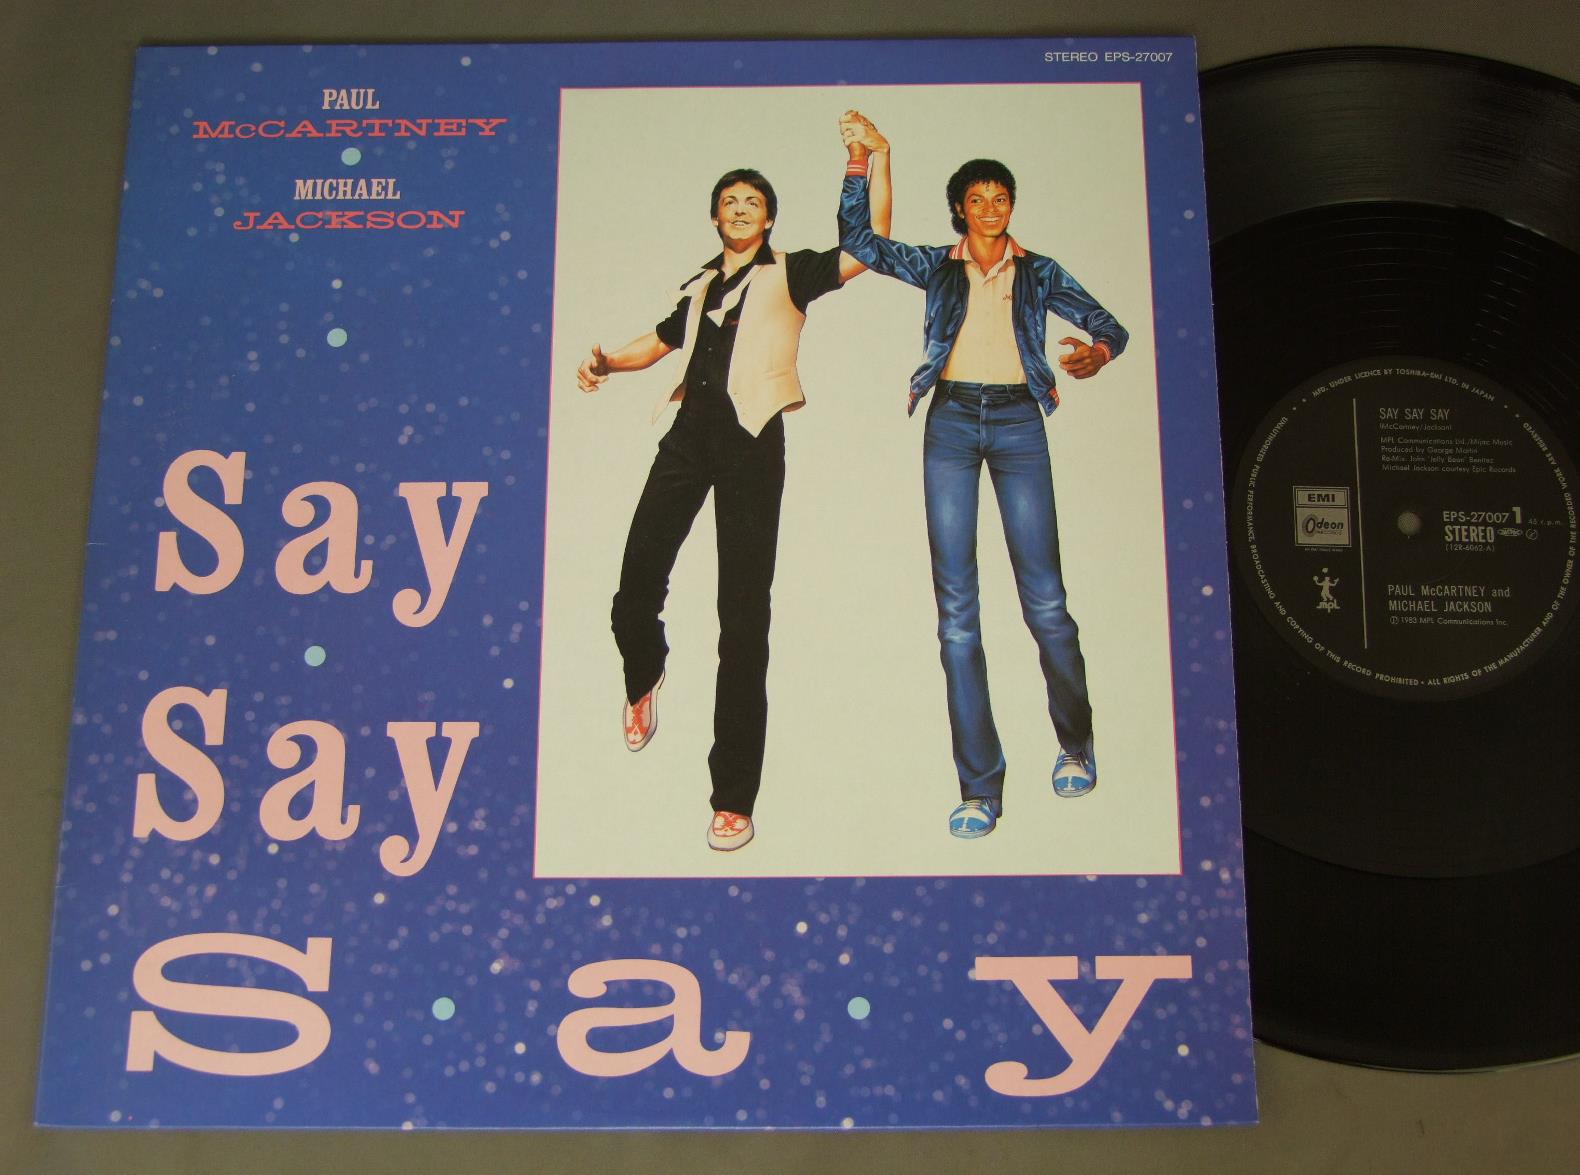 STEREO EPS-27007
PAUL
McCARTNEY
MICHAEL
JACKSON
Say
Say
Say
MFD. UNDER LICENCE BY TOSHIBA-EMI LTD. IN JAPAN
UNAUTHORIZED PUBLIC PERFORMANCE, BROADCASTING AND COPYING OF THIS RECORD PROHIBITED • ALL RIGHTS OF THE MANUFACTURER AND OF THE OWNER OF THE RECORDED WORK ARE RESERVED
SAY SAY SAY
(McCartney/Jackson)
MPL Communications Ltd./Mijac Music
Produced by George Martin
Re-Mix: John 'Jelly Bean' Benitez
Michael Jackson courtesy Epic Records
EMI
Odeon
EPS-27007 1 45 r.p.m.
STEREO
(12R-6062.A)
mpl
PAUL McCARTNEY and
MICHAEL JACKSON
Ⓟ 1983 MPL Communications Inc.